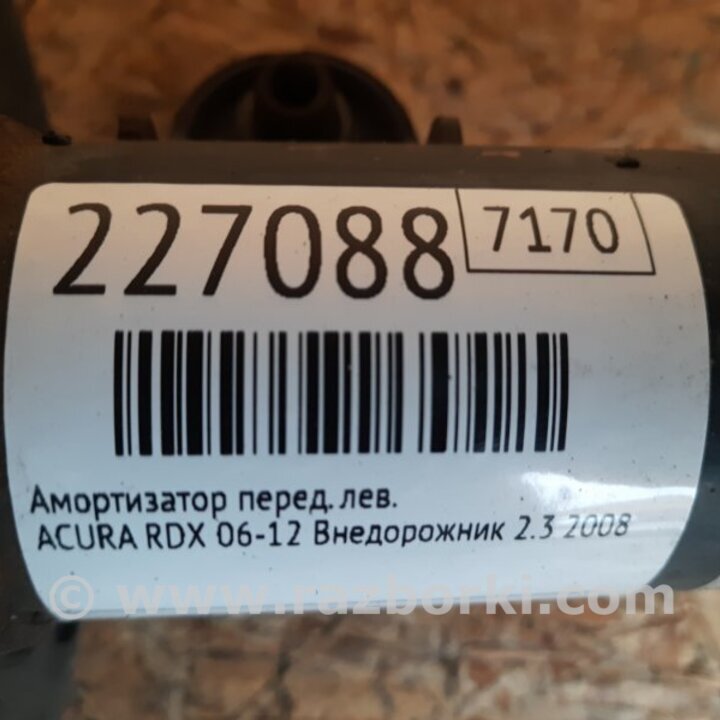 227088 7170
Амортизатор перед. лев.
ACURA RDX 06-12 Внедорожник 2.3 2008
© www.razborki.com